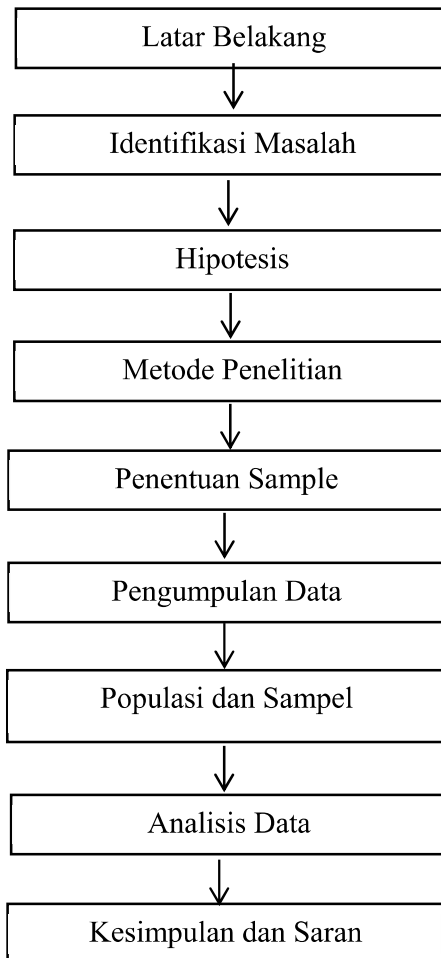 Latar Belakang
Identifikasi Masalah
Hipotesis
Metode Penelitian
Penentuan Sample
Pengumpulan Data
Populasi dan Sampel
Analisis Data
Kesimpulan dan Saran